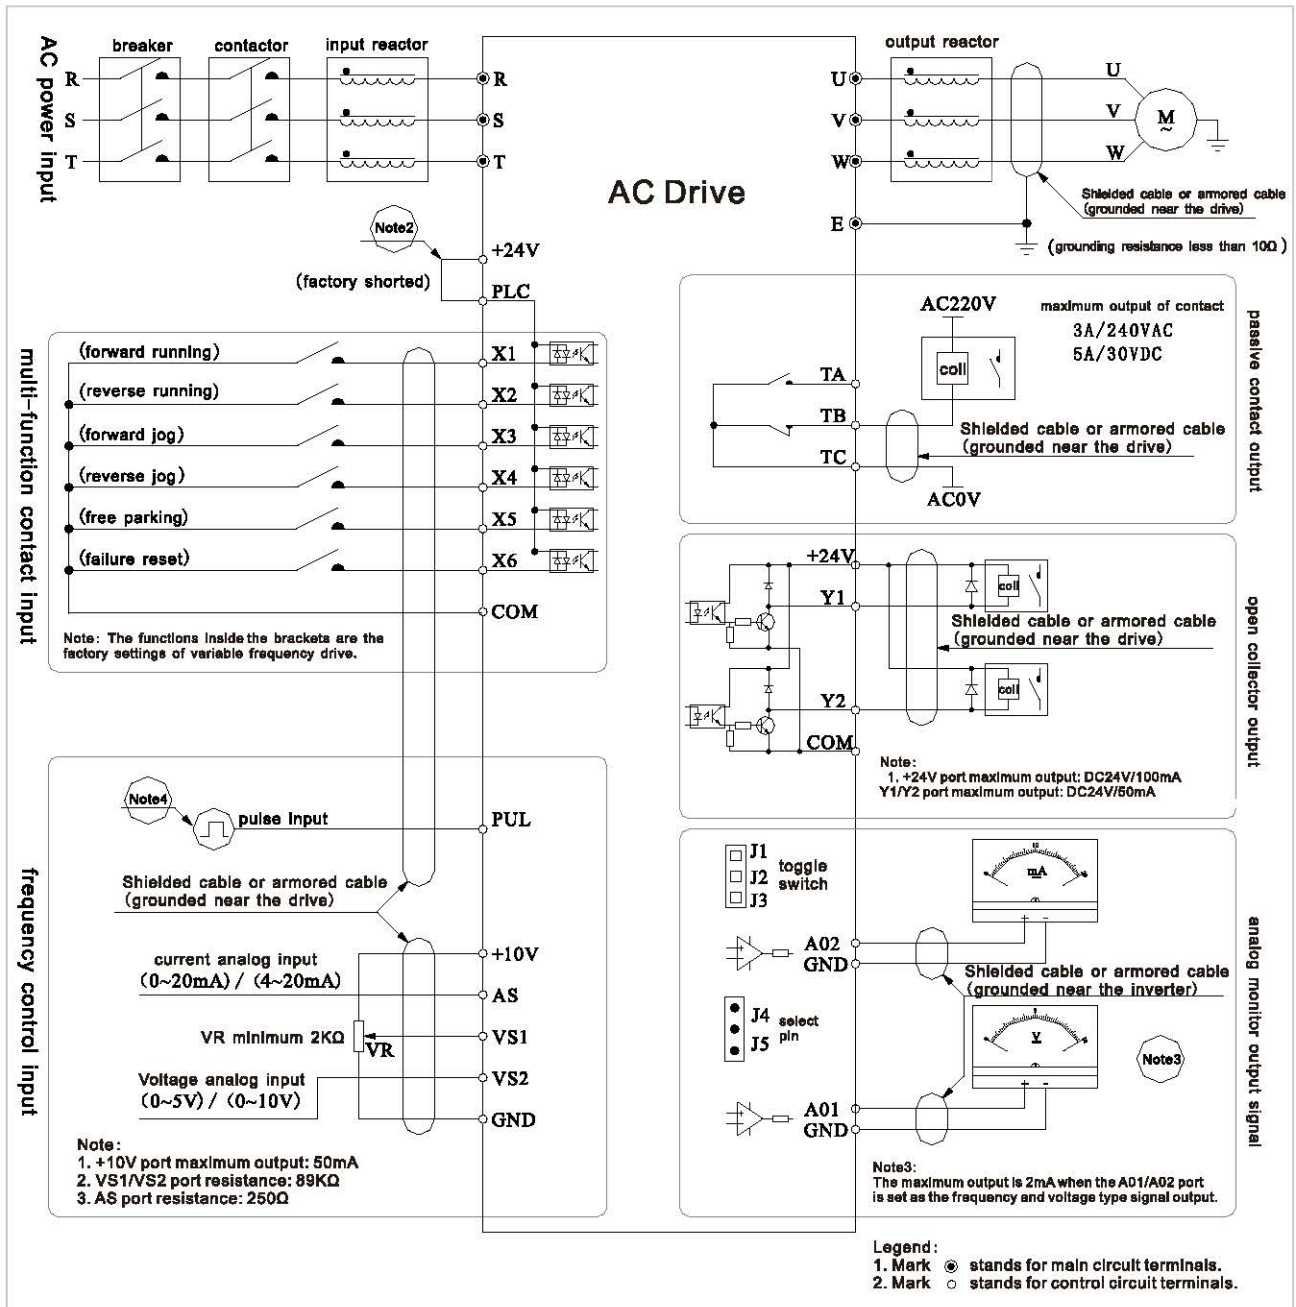 AC power input
breaker
contactor
input reactor
R
S
T
R
S
T
AC Drive
output reactor
U
V
W
U
V
W
M
~
Shielded cable or armored cable
(grounded near the drive)
E
(grounding resistance less than 10Ω)
Note2
+24V
(factory shorted)
PLC
multi-function contact input
(forward running)
X1
(reverse running)
X2
(forward jog)
X3
(reverse jog)
X4
(free parking)
X5
(failure reset)
X6
COM
Note: The functions inside the brackets are the
factory settings of variable frequency drive.
passive contact output
AC220V
maximum output of contact
3A/240VAC
5A/30VDC
coil
TA
TB
TC
Shielded cable or armored cable
(grounded near the drive)
AC0V
open collector output
+24V
Y1
coil
Shielded cable or armored cable
(grounded near the drive)
coil
Y2
COM
Note:
1. +24V port maximum output: DC24V/100mA
Y1/Y2 port maximum output: DC24V/50mA
frequency control input
Note4
pulse input
PUL
Shielded cable or armored cable
(grounded near the drive)
+10V
current analog input
(0~20mA) / (4~20mA)
AS
VR minimum 2KΩ
VR
VS1
Voltage analog input
(0~5V) / (0~10V)
VS2
GND
Note:
1. +10V port maximum output: 50mA
2. VS1/VS2 port resistance: 89KΩ
3. AS port resistance: 250Ω
analog monitor output signal
J1
J2
J3
toggle
switch
mA
+ -
A02
GND
Shielded cable or armored cable
(grounded near the inverter)
J4
J5
select
pin
V
+ -
Note3
A01
GND
Note3:
The maximum output is 2mA when the A01/A02 port
is set as the frequency and voltage type signal output.
Legend:
1. Mark stands for main circuit terminals.
2. Mark stands for control circuit terminals.